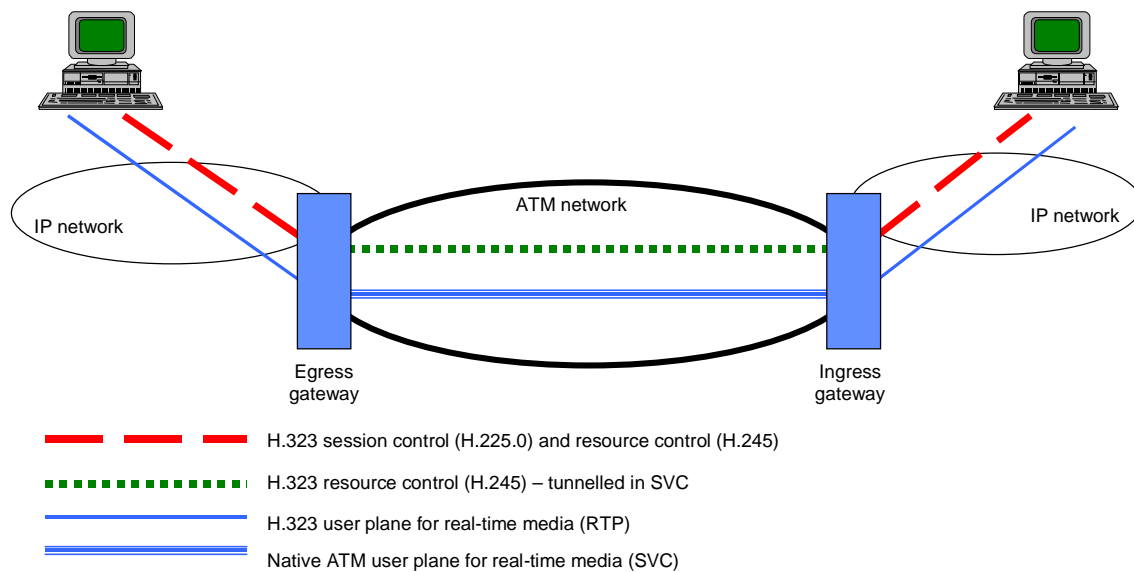 ATM network
IP network
IP network
Egress
gateway
Ingress
gateway
H.323 session control (H.225.0) and resource control (H.245)
H.323 resource control (H.245) – tunnelled in SVC
H.323 user plane for real-time media (RTP)
Native ATM user plane for real-time media (SVC)